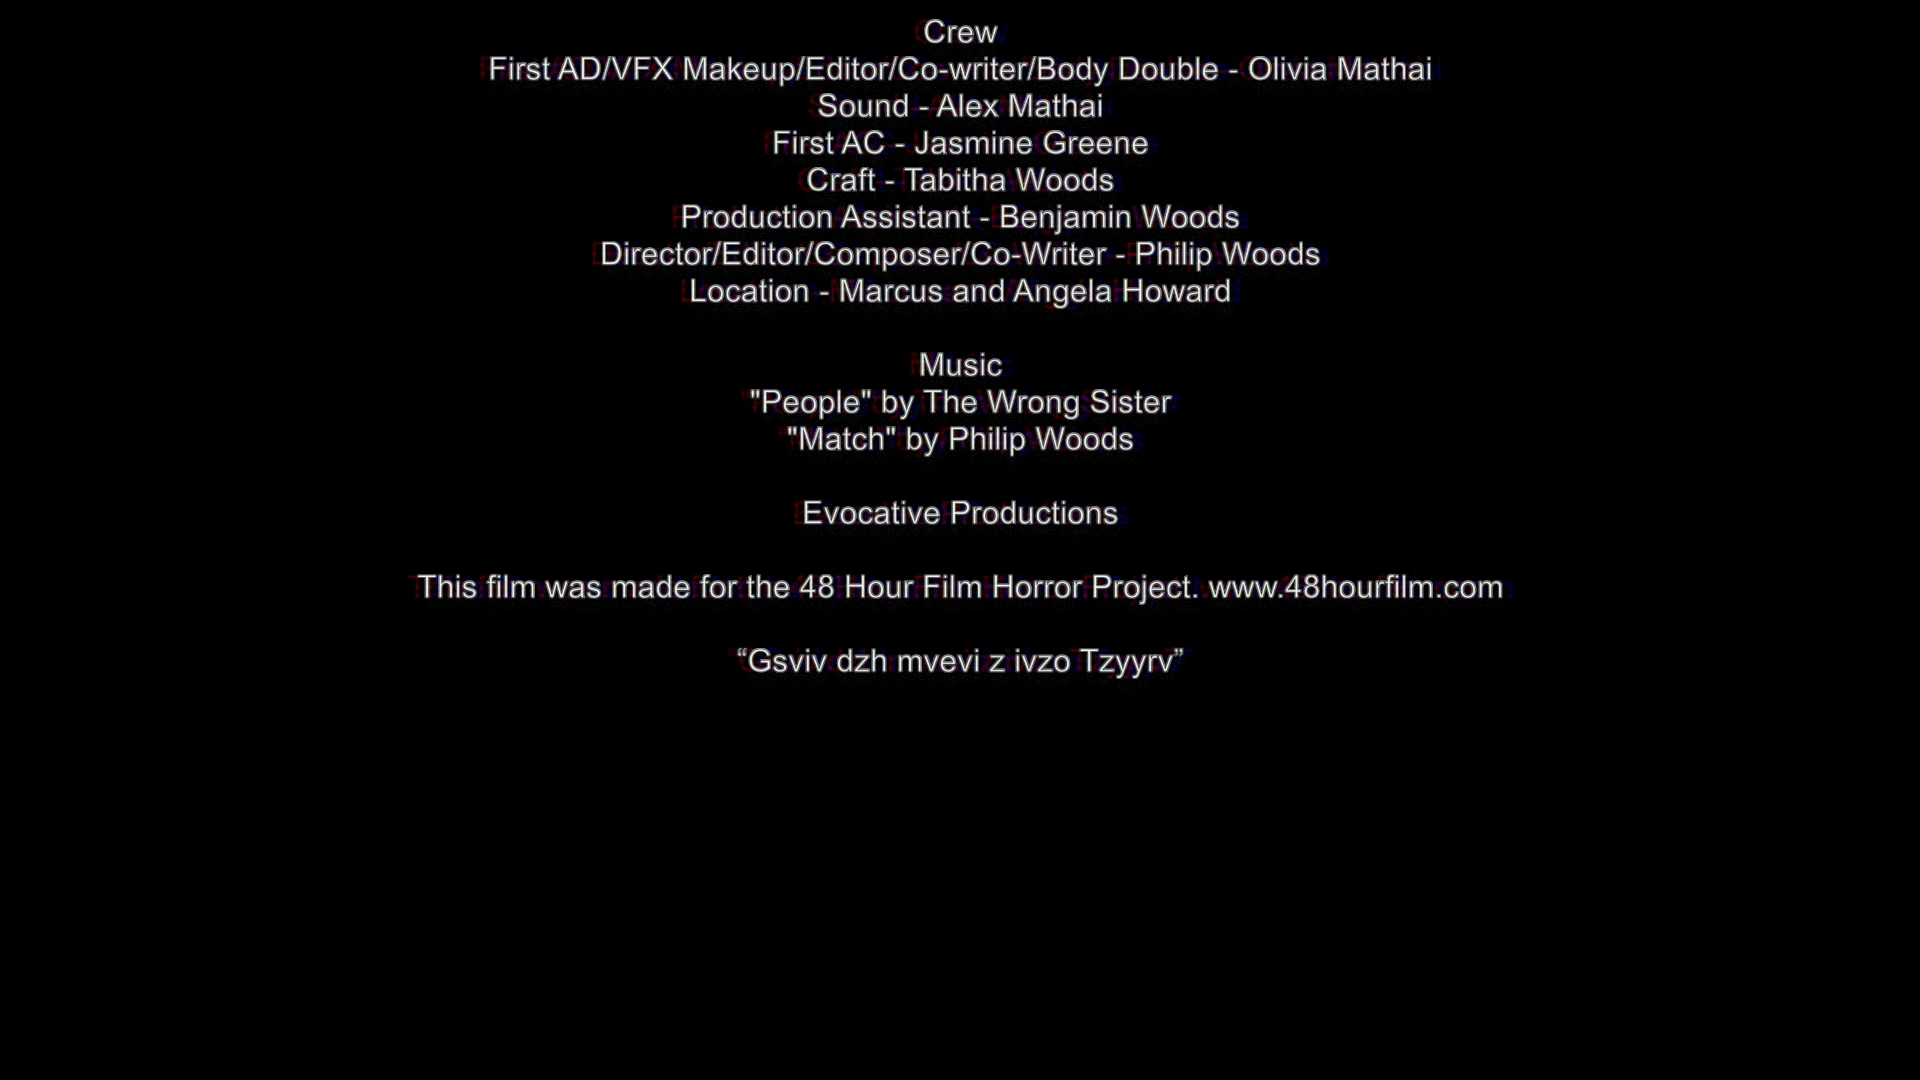 Crew
First AD/VFX Makeup/Editor/Co-writer/Body Double - Olivia Mathai
Sound - Alex Mathai
First AC - Jasmine Greene
Craft - Tabitha Woods
Production Assistant - Benjamin Woods
Director/Editor/Composer/Co-Writer - Philip Woods
Location - Marcus and Angela Howard
Music
"People" by The Wrong Sister
"Match" by Philip Woods
Evocative Productions
This film was made for the 48 Hour Film Horror Project. www.48hourfilm.com
“Gsviv dzh mvevi z ivzo Tzyyrv”